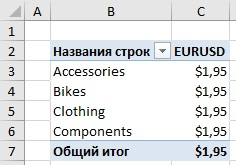 A B C
1
2 Названия строк EURUSD
3 Accessories $1,95
4 Bikes $1,95
5 Clothing $1,95
6 Components $1,95
7 Общий итог $1,95